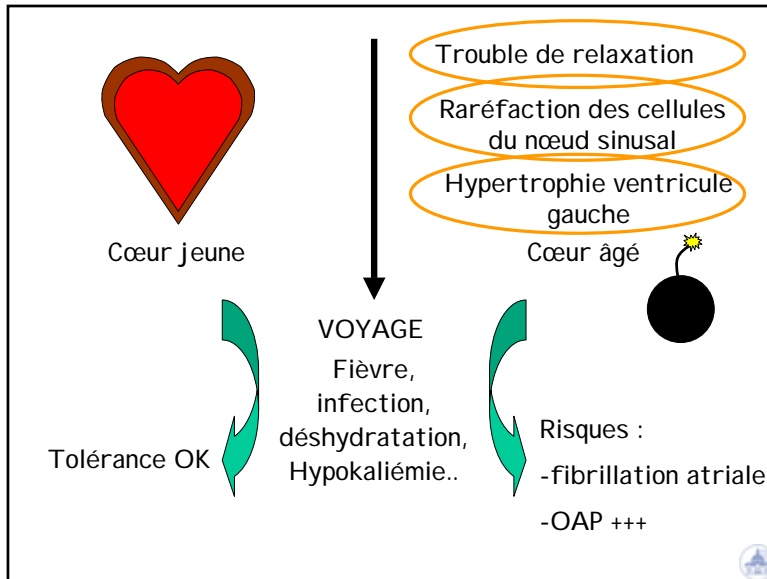 Trouble de relaxation
Raréfaction des cellules
du nœud sinusal
Hypertrophie ventricule
gauche
Cœur jeune
Cœur âgé
VOYAGE
Fièvre,
infection,
déshydratation,
Hypokaliémie..
Tolérance OK
Risques :
-fibrillation atriale
-OAP +++